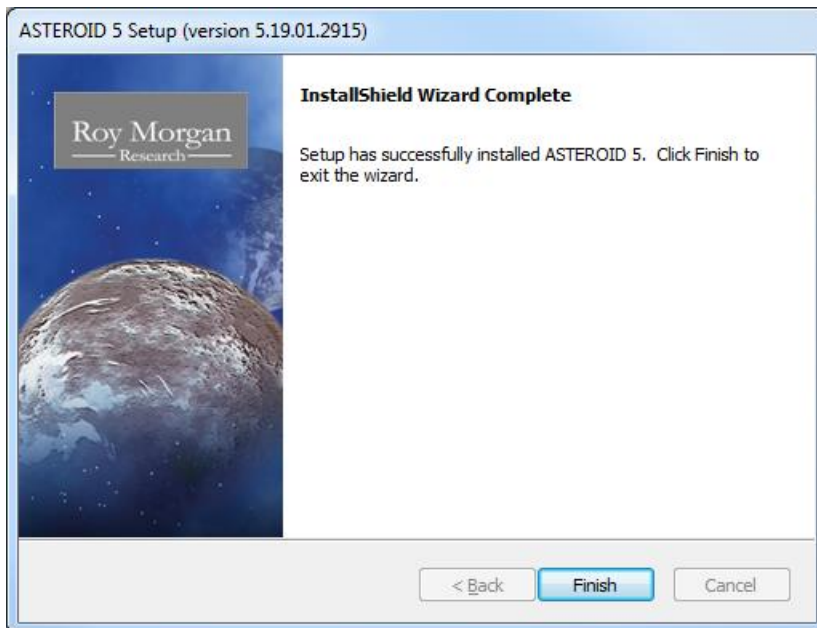 ASTEROID 5 Setup (version 5.19.01.2915)
Roy Morgan
Research
InstallShield Wizard Complete
Setup has successfully installed ASTEROID 5. Click Finish to
exit the wizard.
< Back
Finish
Cancel